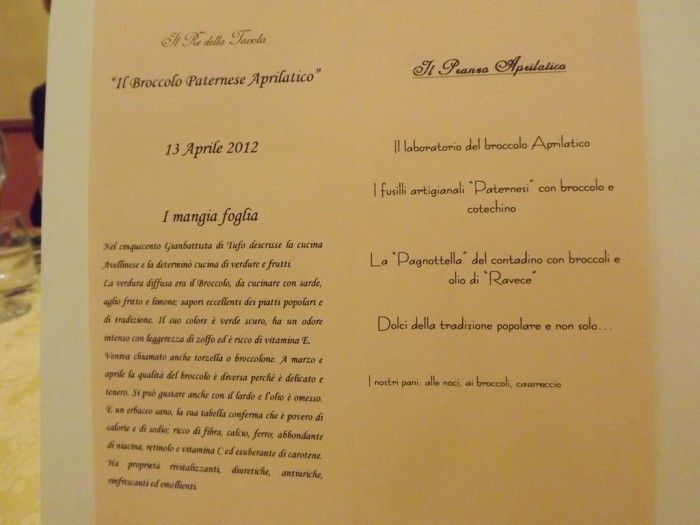 Il Re della Tavola
"Il Broccolo Paternese Aprilatico"
13 Aprile 2012
I mangia foglia
Nel cinquecento Gianbattista di Tufo descrisse la cucina
Avellinese e la determinò cucina di verdure e frutti.
La verdura diffusa era il Broccolo, da cucinare con sarde,
aglio fritto e limone; sapori eccellenti dei piatti popolari e
di tradizione. Il suo colore è verde scuro, ha un odore
intenso con leggerezza di zolfo ed è ricco di vitamina E.
Veniva chiamato anche torzella o broccolone. A marzo e
aprile la qualità del broccolo è diversa perchè è delicato e
tenero. Si può gustare anche con il lardo e l'olio è omesso.
E un erbaceo sano, la sua tabella conferma che è povero di
calorie e di sodio; ricco di fibra, calcio, ferro; abbondante
di niacina, retinolo e vitamina C ed esuberante di carotene.
Ha proprietà rivitalizzanti, diuretiche, antiuriche,
rinfrescanti ed emollienti.
Il Pranzo Aprilatico
Il laboratorio del broccolo Aprilatico
I fusilli artigianali "Paternesi" con broccolo e
cotechino
La "Pagnottella" del contadino con broccoli e
olio di "Ravece"
Dolci della tradizione popolare e non solo...
I nostri pani: alle noci, ai broccoli, casereccio